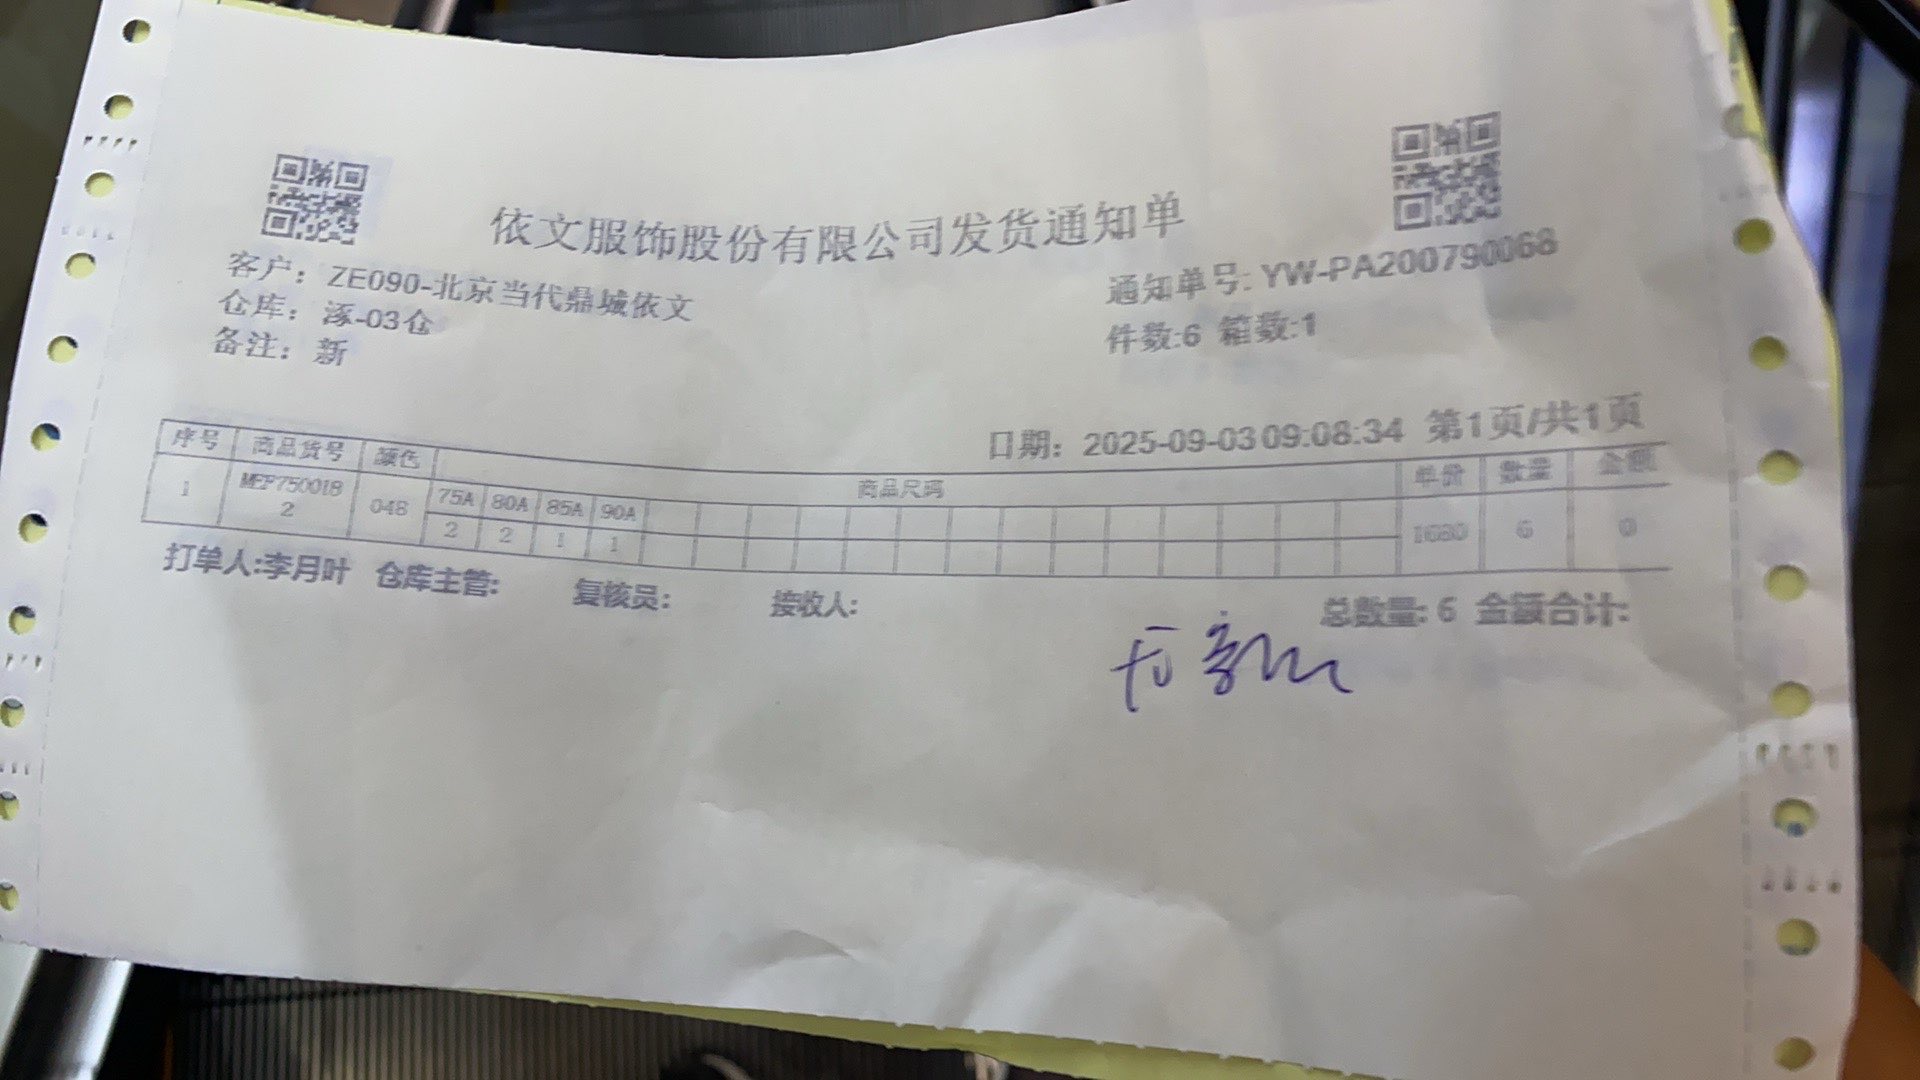 依文服饰股份有限公司发货通知单
客户：ZE090-北京当代鼎城依文
通知单号:YW-PA200790068
仓库：涿-03仓
件数:6 箱数:1
备注：新
日期：2025-09-03 09:08:34 第1页/共1页
序号 商品货号 颜色 商品尺码 单价 数量 金额
75A 80A 85A 90A
1 MEP750018 2 048 2 2 1 1 1680 6 0
打单人:李月叶 仓库主管: 复核员: 接收人: 总数量: 6 金额合计: